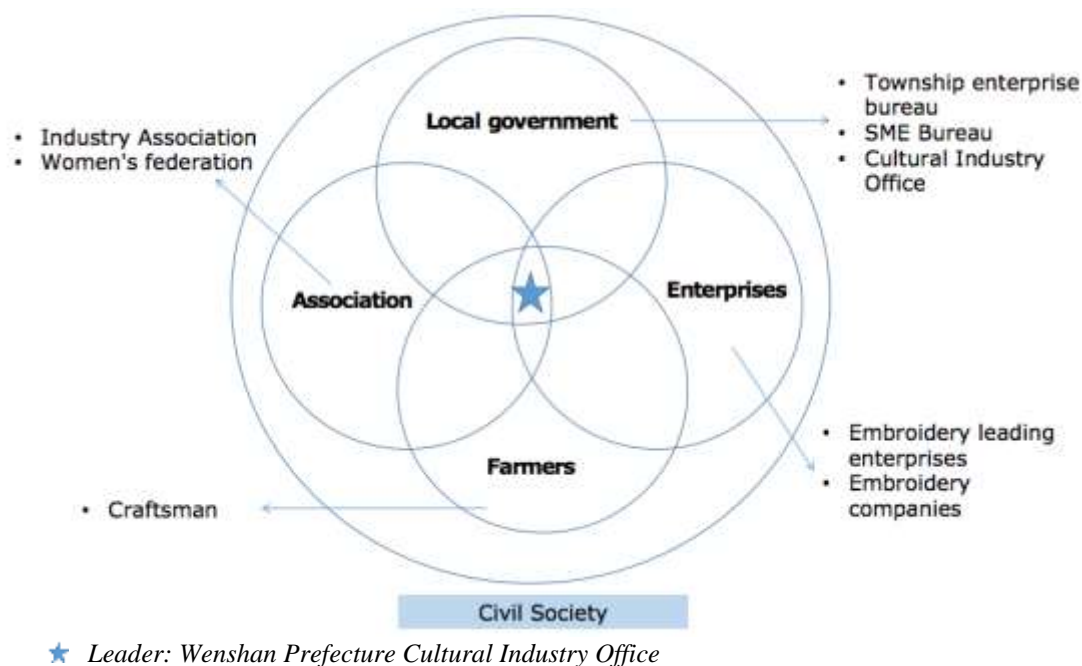 Local government
• Township enterprise
bureau
• SME Bureau
• Cultural Industry
Office
• Industry Association
• Women's federation
Association
Enterprises
• Embroidery leading
enterprises
• Embroidery
companies
Farmers
• Craftsman
Civil Society
★ Leader: Wenshan Prefecture Cultural Industry Office